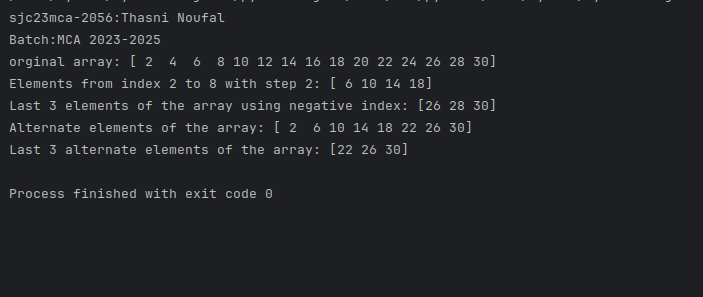 sjc23mca-2056:Thasni Noufal
Batch:MCA 2023-2025
orginal array: [ 2  4  6  8 10 12 14 16 18 20 22 24 26 28 30]
Elements from index 2 to 8 with step 2: [ 6 10 14 18]
Last 3 elements of the array using negative index: [26 28 30]
Alternate elements of the array: [ 2  6 10 14 18 22 26 30]
Last 3 alternate elements of the array: [22 26 30]
Process finished with exit code 0